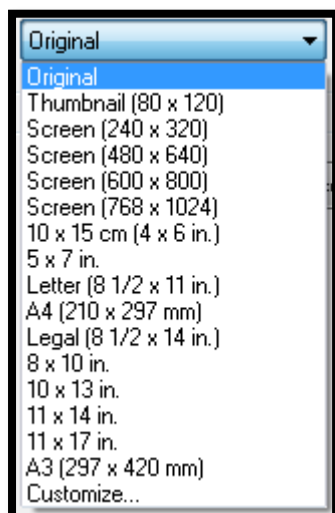 Original
Original
Thumbnail (80 x 120)
Screen (240 x 320)
Screen (480 x 640)
Screen (600 x 800)
Screen (768 x 1024)
10 x 15 cm (4 x 6 in.)
5 x 7 in.
Letter (8 1/2 x 11 in.)
A4 (210 x 297 mm)
Legal (8 1/2 x 14 in.)
8 x 10 in.
10 x 13 in.
11 x 14 in.
11 x 17 in.
A3 (297 x 420 mm)
Customize...